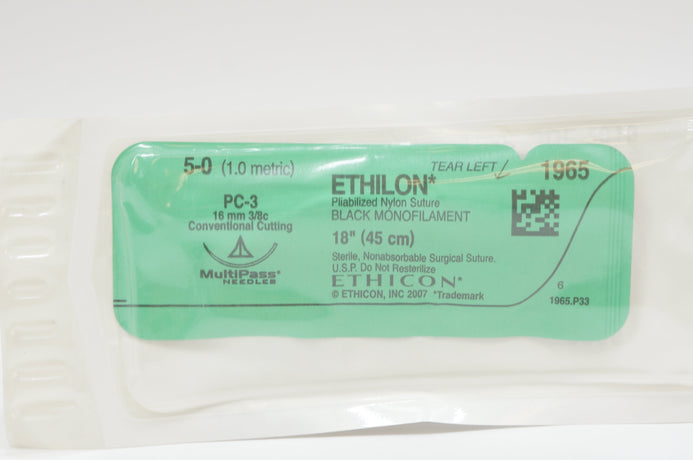 5-0 (1.0 metric)
PC-3
16 mm 3/8c
Conventional Cutting
MultiPass*
NEEDLES
TEAR LEFT
1965
ETHILON*
Pliabilized Nylon Suture
BLACK MONOFILAMENT
18" (45 cm)
Sterile, Nonabsorbable Surgical Suture.
U.S.P. Do Not Resterilize
ETHICON*
© ETHICON, INC 2007 *Trademark
6
1965.P33